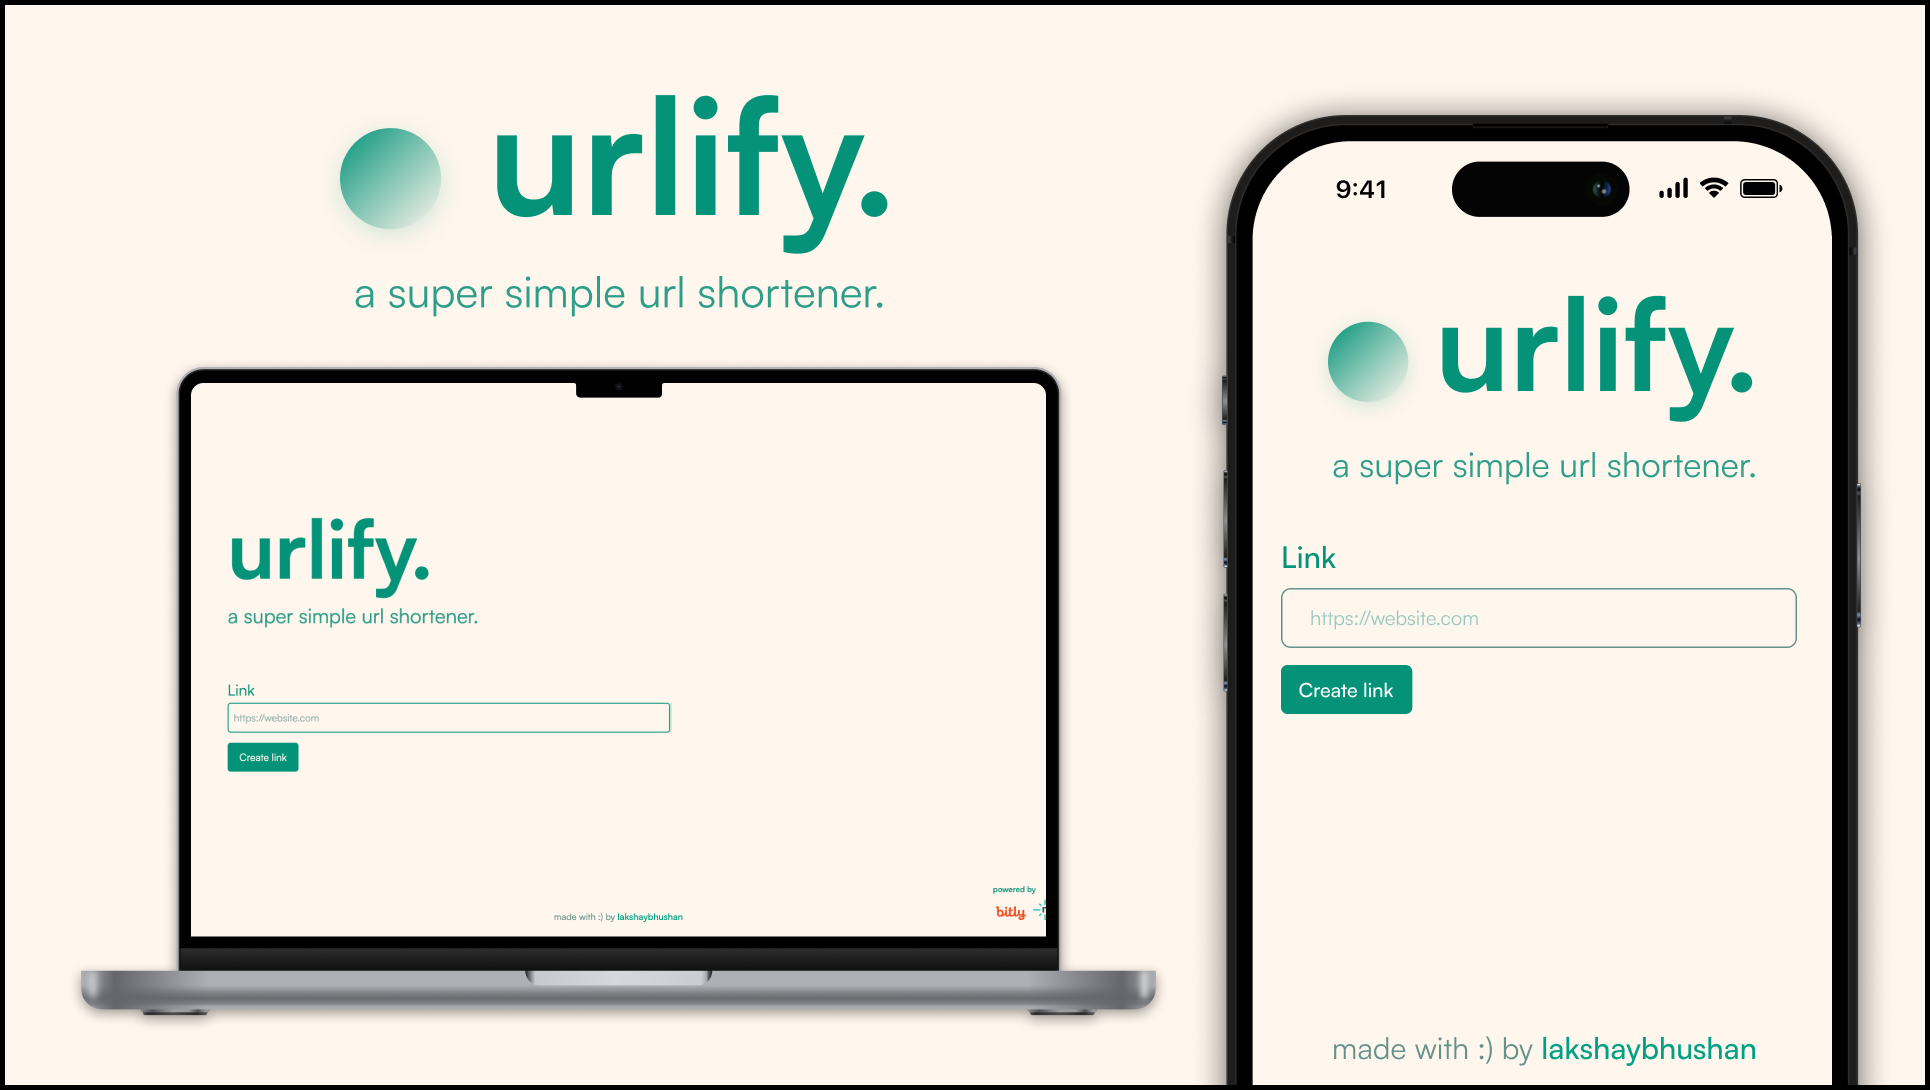 urlify.
a super simple url shortener.
urlify.
a super simple url shortener.
Link
https://website.com
Create link
powered by
bitly
made with :) by lakshaybhushan
9:41
urlify.
a super simple url shortener.
Link
https://website.com
Create link
made with :) by lakshaybhushan